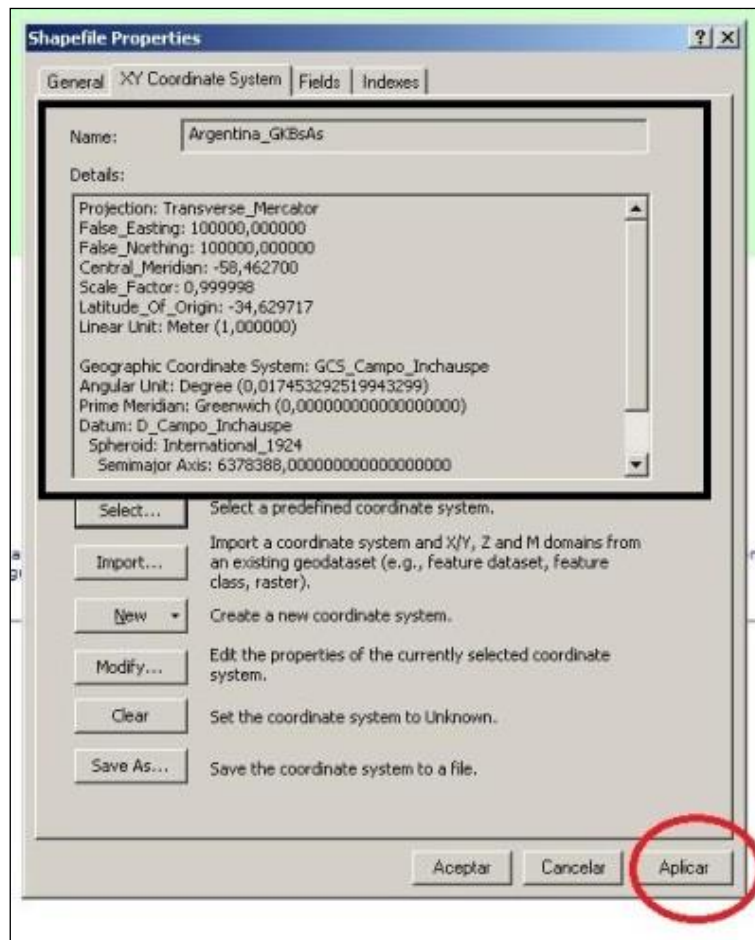 Shapefile Properties
General XY Coordinate System Fields Indexes
Name: Argentina_GKBsAs
Details:
Projection: Transverse_Mercator
False_Easting: 100000,000000
False_Northing: 100000,000000
Central_Meridian: -58,462700
Scale_Factor: 0,999998
Latitude_Of_Origin: -34,629717
Linear Unit: Meter (1,000000)
Geographic Coordinate System: GCS_Campo_Inchauspe
Angular Unit: Degree (0,017453292519943299)
Prime Meridian: Greenwich (0,000000000000000000)
Datum: D_Campo_Inchauspe
Spheroid: International_1924
Semimajor Axis: 6378388,000000000000000000
Select... Select a predefined coordinate system.
Import... Import a coordinate system and X/Y, Z and M domains from
an existing geodataset (e.g., feature dataset, feature
class, raster).
New Create a new coordinate system.
Modify... Edit the properties of the currently selected coordinate
system.
Clear Set the coordinate system to Unknown.
Save As... Save the coordinate system to a file.
Aceptar Cancelar Aplicar